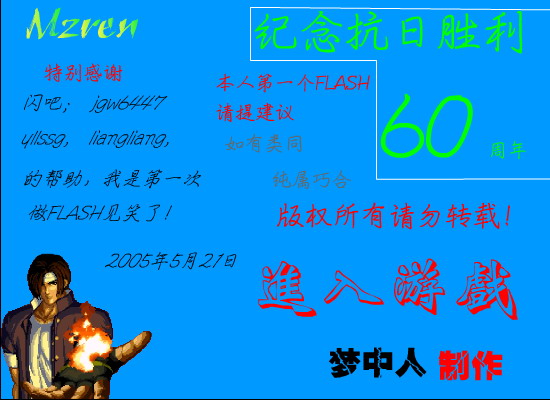 Mzren
纪念抗日胜利
60 周年
特别感谢
闪吧； jgw6447
yllssg， liangliang，
的帮助，我是第一次
做FLASH见笑了！
2005年5月21日
本人第一个FLASH
请提建议
如有类同
纯属巧合
版权所有请勿转载！
進入游戲
梦中人 制作